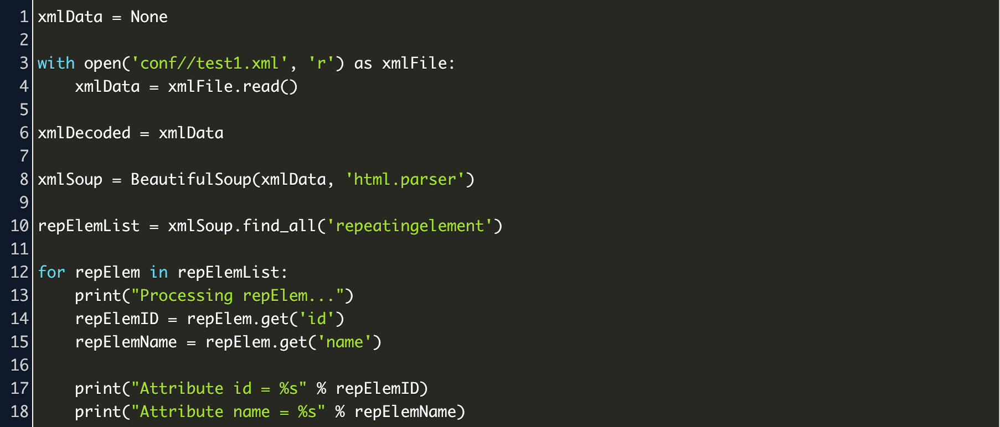 1 xmlData = None
2
3 with open('conf//test1.xml', 'r') as xmlFile:
4     xmlData = xmlFile.read()
5
6 xmlDecoded = xmlData
7
8 xmlSoup = BeautifulSoup(xmlData, 'html.parser')
9
10 repElemList = xmlSoup.find_all('repeatingelement')
11
12 for repElem in repElemList:
13     print("Processing repElem...")
14     repElemID = repElem.get('id')
15     repElemName = repElem.get('name')
16
17     print("Attribute id = %s" % repElemID)
18     print("Attribute name = %s" % repElemName)